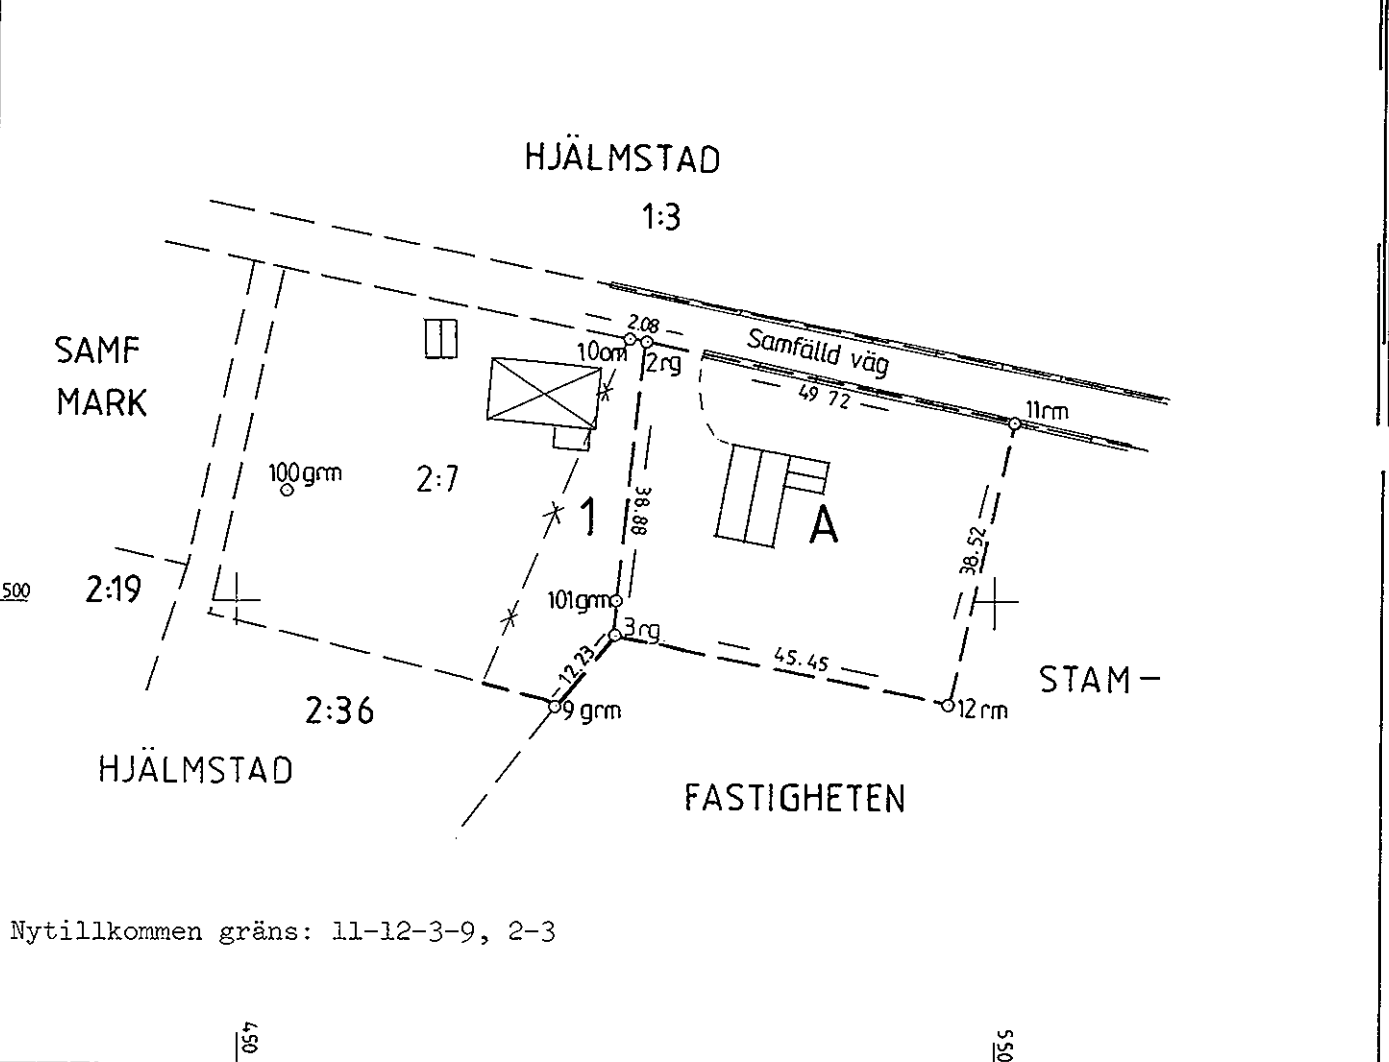 HJÄLMSTAD
1:3
SAMF
MARK
2.08
10om
2rg
Samfälld väg
49 72
11rm
100grm
2:7
1
38.88
A
38.52
500
2:19
101grm
3rg
12.23
45.45
STAM-
2:36
9grm
12rm
HJÄLMSTAD
FASTIGHETEN
Nytillkommen gräns: 11-12-3-9, 2-3
450
550